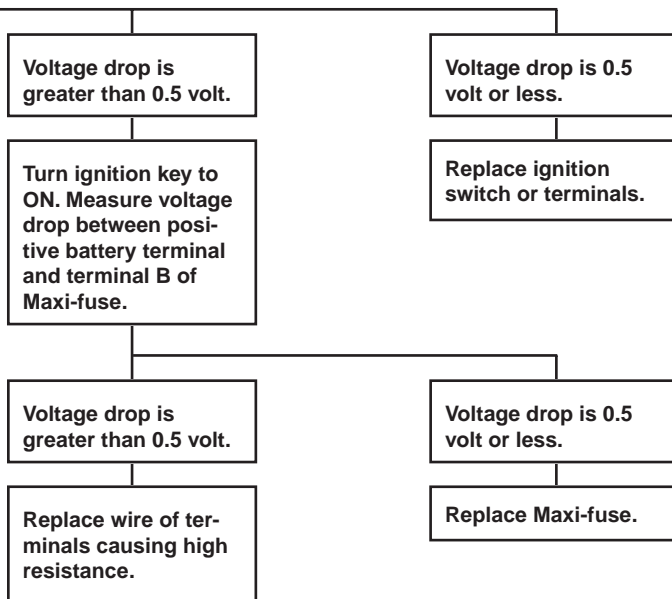 Voltage drop is
greater than 0.5 volt.
Voltage drop is 0.5
volt or less.
Turn ignition key to
ON. Measure voltage
drop between posi-
tive battery terminal
and terminal B of
Maxi-fuse.
Replace ignition
switch or terminals.
Voltage drop is
greater than 0.5 volt.
Voltage drop is 0.5
volt or less.
Replace wire of ter-
minals causing high
resistance.
Replace Maxi-fuse.